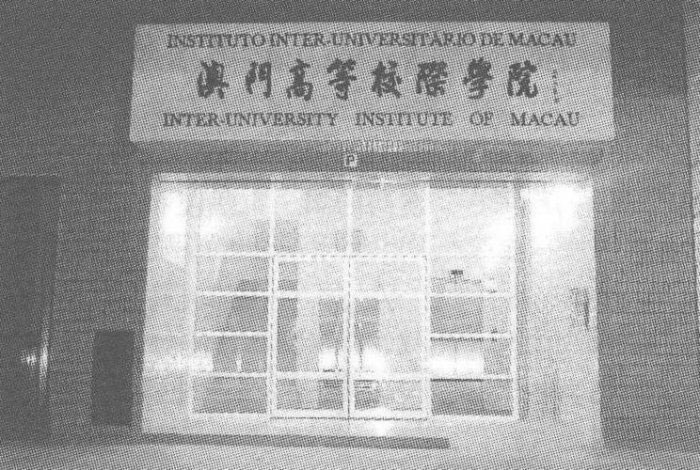 INSTITUTO INTER-UNIVERSITÁRIO DE MACAU
澳門高等校際學院
INTER-UNIVERSITY INSTITUTE OF MACAU
P